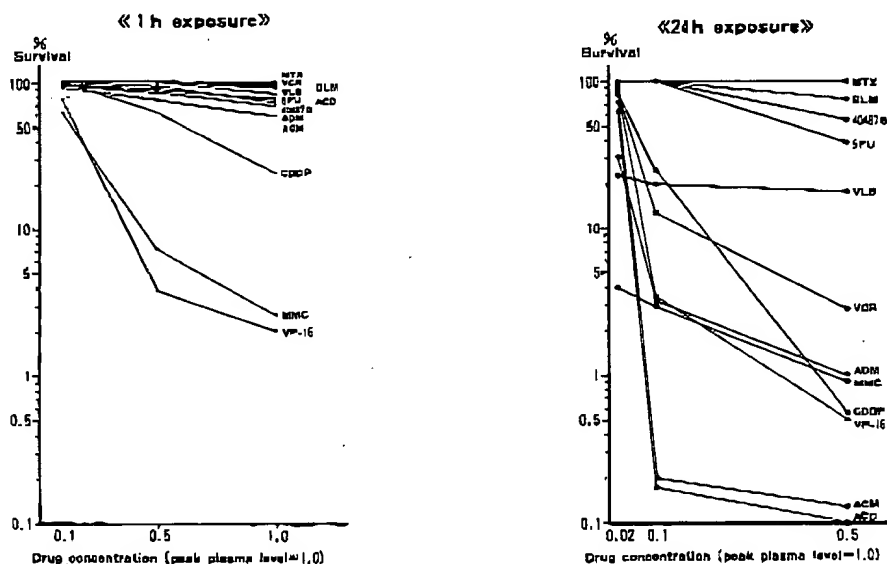 «1h exposure»
%
Survival
100
50
10
5
1
0.5
0.1
0.1
0.5
1.0
Drug concentration (peak plasma level=1.0)
MTX
VCR
VLB
BLM
5FU
ACD
40487S
ADM
ACM
CDDP
MMC
VP-16
«24h exposure»
%
Survival
100
50
10
5
1
0.5
0.1
0.02
0.1
0.5
Drug concentration (peak plasma level=1.0)
MTX
BLM
40487S
5FU
VLB
VCR
ADM
MMC
CDDP
VP-16
ACM
ACD